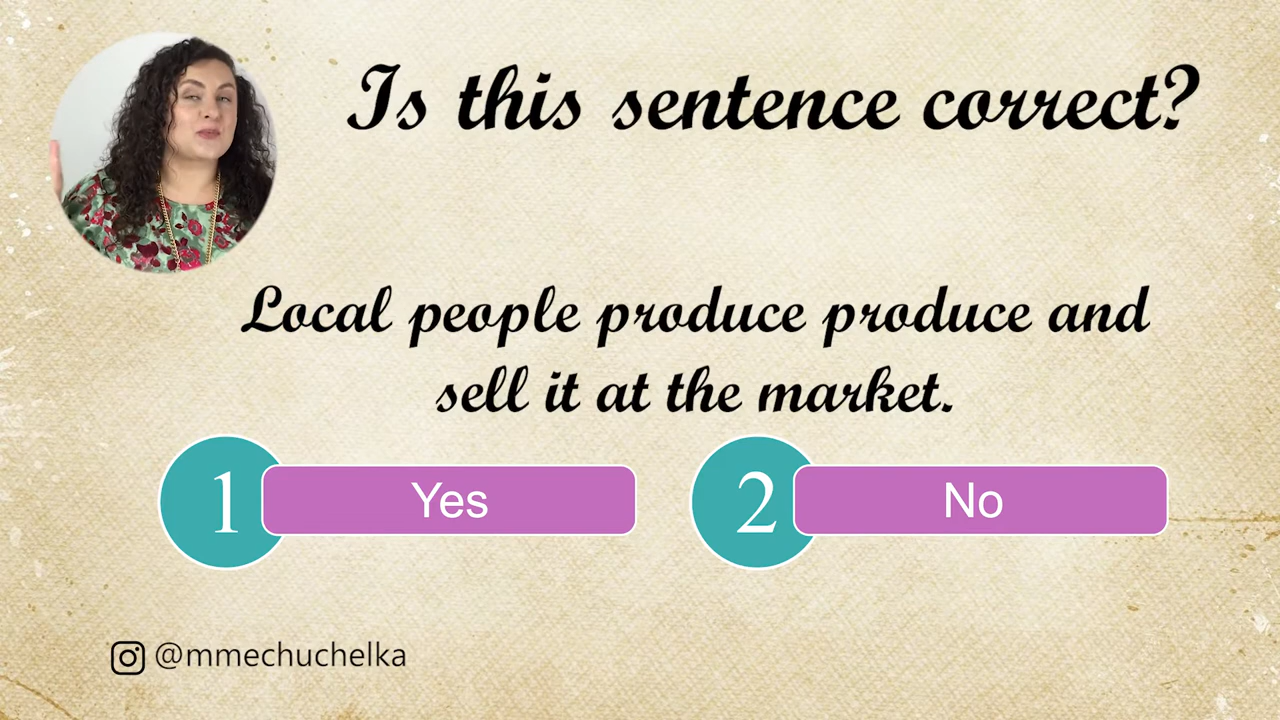 Is this sentence correct?
Local people produce produce and
sell it at the market.
1 Yes
2 No
@mmechuchelka